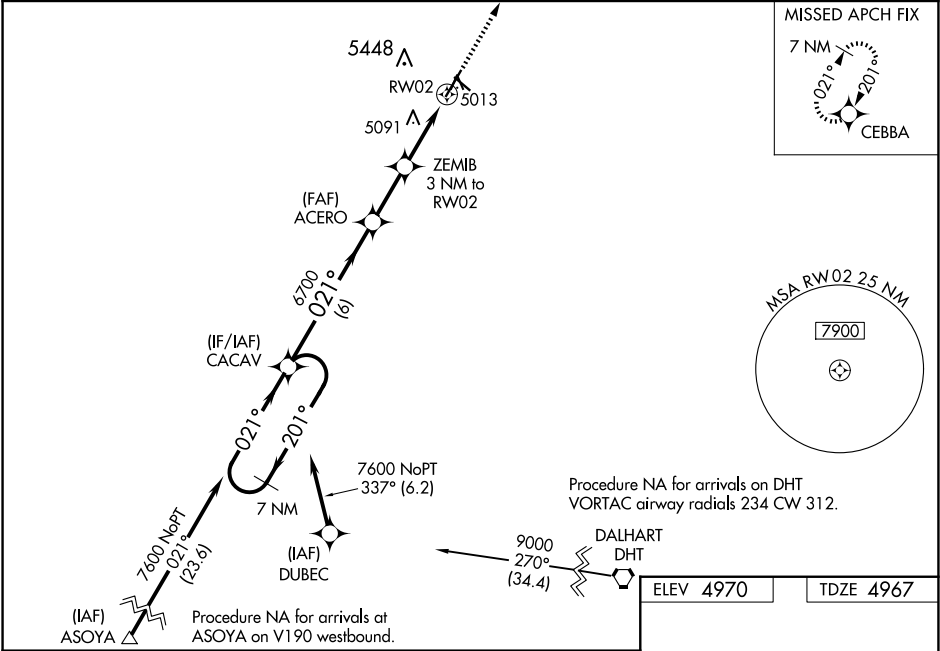 MISSED APCH FIX
7 NM
021°
201°
CEBBA
5448
RW02
5013
5091
ZEMIB
3 NM to
RW02
(FAF)
ACERO
6700
021°
(6)
(IF/IAF)
CACAV
021°
201°
7 NM
MSA RW02 25 NM
7900
7600 NoPT
337° (6.2)
(IAF)
DUBEC
7600 NoPT
021°
(23.6)
(IAF)
ASOYA
Procedure NA for arrivals at
ASOYA on V190 westbound.
Procedure NA for arrivals on DHT
VORTAC airway radials 234 CW 312.
9000
270°
(34.4)
DALHART
DHT
ELEV 4970
TDZE 4967